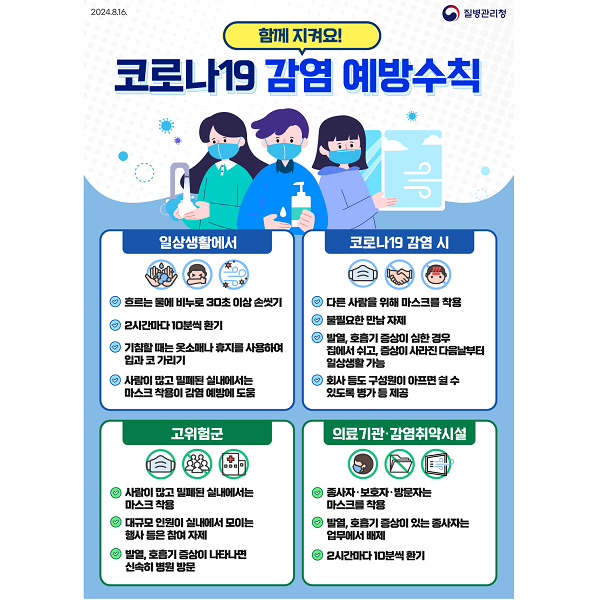 2024.8.16.
질병관리청
함께 지켜요!
코로나19 감염 예방수칙
일상생활에서
흐르는 물에 비누로 30초 이상 손씻기
2시간마다 10분씩 환기
기침할 때는 옷소매나 휴지를 사용하여
입과 코 가리기
사람이 많고 밀폐된 실내에서는
마스크 착용이 감염 예방에 도움
코로나19 감염 시
다른 사람을 위해 마스크를 착용
불필요한 만남 자제
발열, 호흡기 증상이 심한 경우
집에서 쉬고, 증상이 사라진 다음날부터
일상생활 가능
회사 등도 구성원이 아프면 쉴 수
있도록 병가 등 제공
고위험군
사람이 많고 밀폐된 실내에서는
마스크 착용
대규모 인원이 실내에서 모이는
행사 등은 참여 자제
발열, 호흡기 증상이 나타나면
신속히 병원 방문
의료기관·감염취약시설
종사자·보호자·방문자는
마스크를 착용
발열, 호흡기 증상이 있는 종사자는
업무에서 배제
2시간마다 10분씩 환기